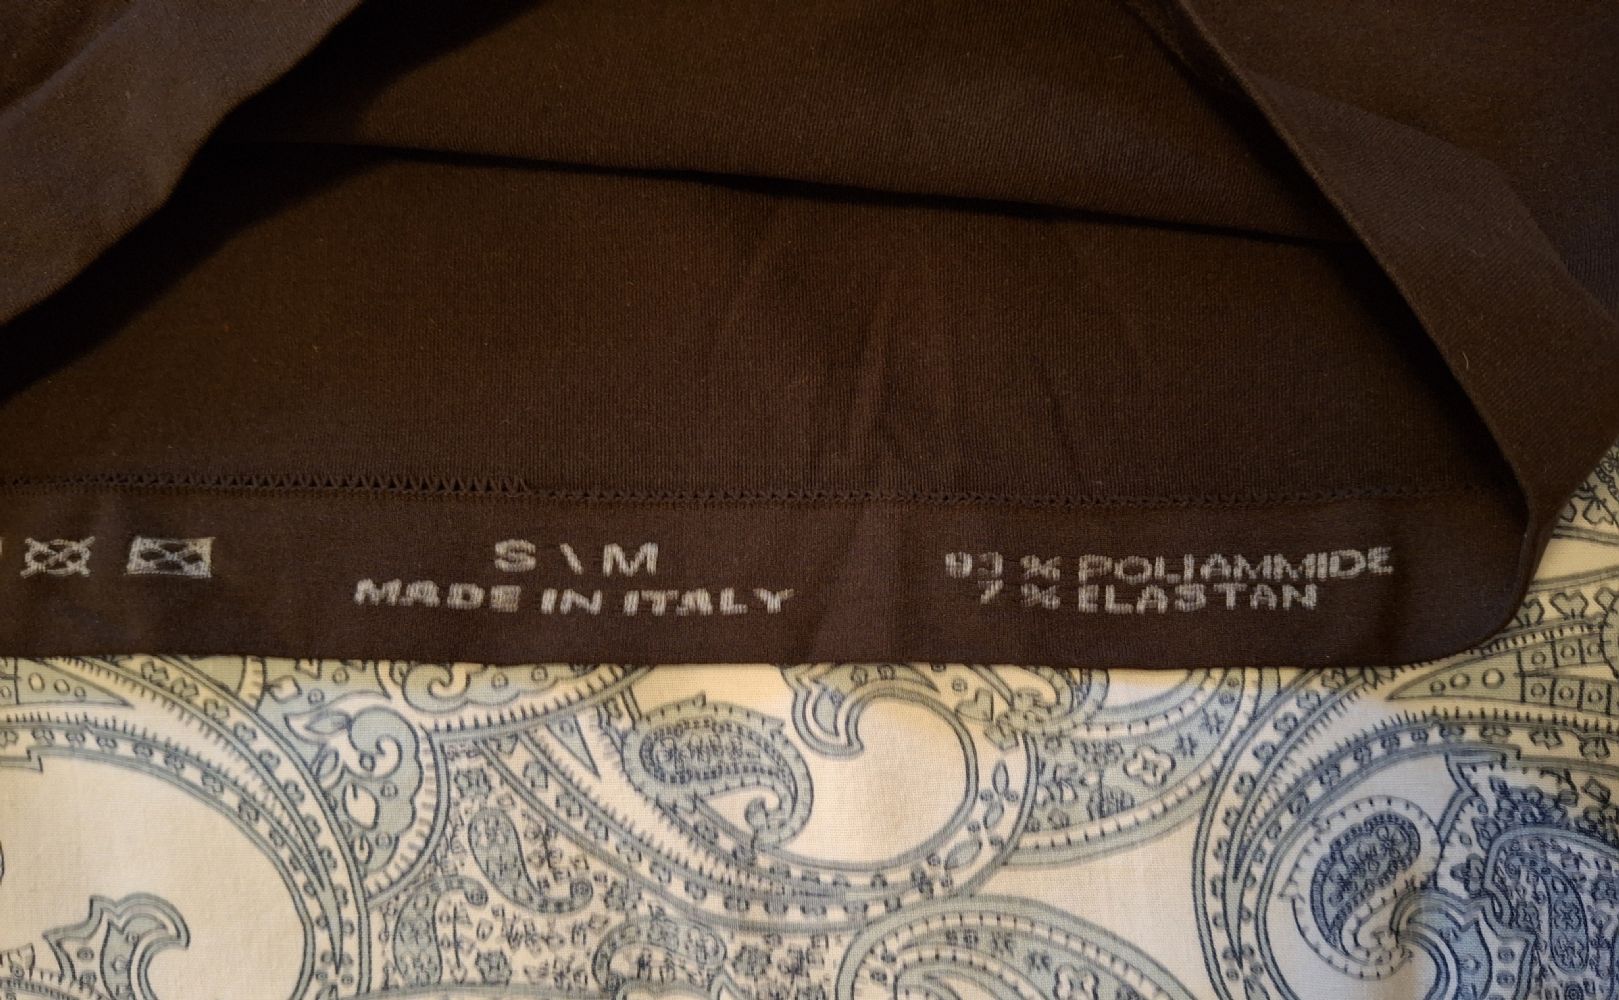 S \ M
MADE IN ITALY
93 % POLIAMMIDE
7 % ELASTAN